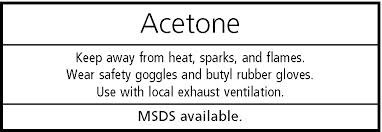 Acetone
Keep away from heat, sparks, and flames.
Wear safety goggles and butyl rubber gloves.
Use with local exhaust ventilation.
MSDS available.